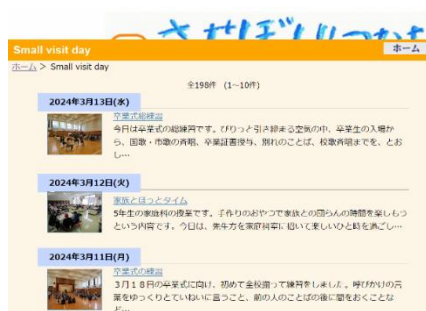 Small visit day
ホーム
ホーム > Small visit day
全198件 (1~10件)
2024年3月13日(水)
卒業式総練習
今日は卒業式の総練習です。ぴりっと引き締まる空気の中、卒業生の入場か
ら、国歌・市歌の斉唱、卒業証書授与、別れのことば、校歌斉唱までを、とお
し…
2024年3月12日(火)
家族とほっとタイム
5年生の家庭科の授業です。手作りのおやつで家族との団らんの時間を楽しもう
という内容です。今日は、先生方を家庭科室に招いて楽しいひと時を過ごし…
2024年3月11日(月)
卒業式の練習
3月18日の卒業式に向け、初めて全校揃って練習をしました。呼びかけの言
葉をゆっくりとていねいに言うこと、前の人のことばの後に間をおくことな
ど…